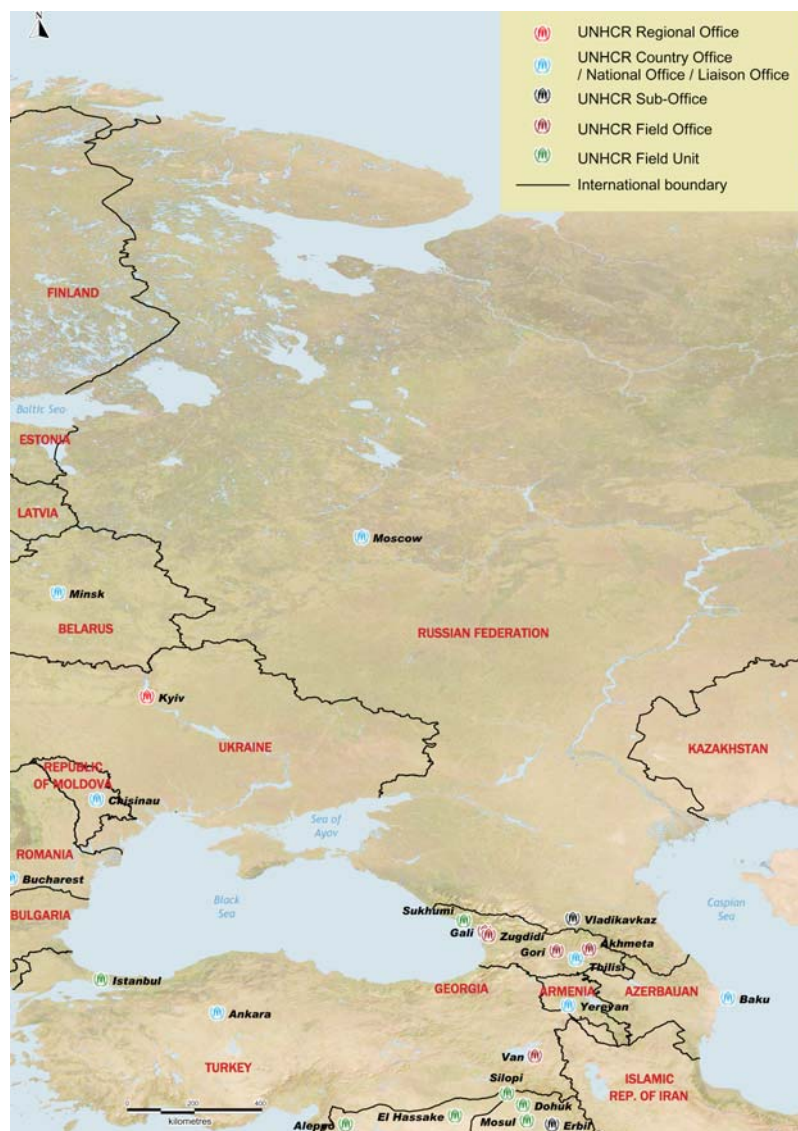 N
UNHCR Regional Office
UNHCR Country Office
/ National Office / Liaison Office
UNHCR Sub-Office
UNHCR Field Office
UNHCR Field Unit
International boundary
FINLAND
Baltic Sea
ESTONIA
LATVIA
Moscow
Minsk
BELARUS
RUSSIAN FEDERATION
Kyiv
UKRAINE
KAZAKHSTAN
REPUBLIC
OF MOLDOVA
Chisinau
Sea of
Azov
ROMANIA
Bucharest
BULGARIA
Black
Sea
Caspian
Sea
Sukhumi
Vladikavkaz
Gali
Zugdidi
Gori
Akhmeta
Tbilisi
Istanbul
GEORGIA
ARMENIA
AZERBAIJAN
Ankara
Yerevan
Baku
Van
TURKEY
ISLAMIC
REP. OF IRAN
Silopi
0 200 400
kilometres
Dohuk
El Hassake
Mosul
Aleppo
Erbil